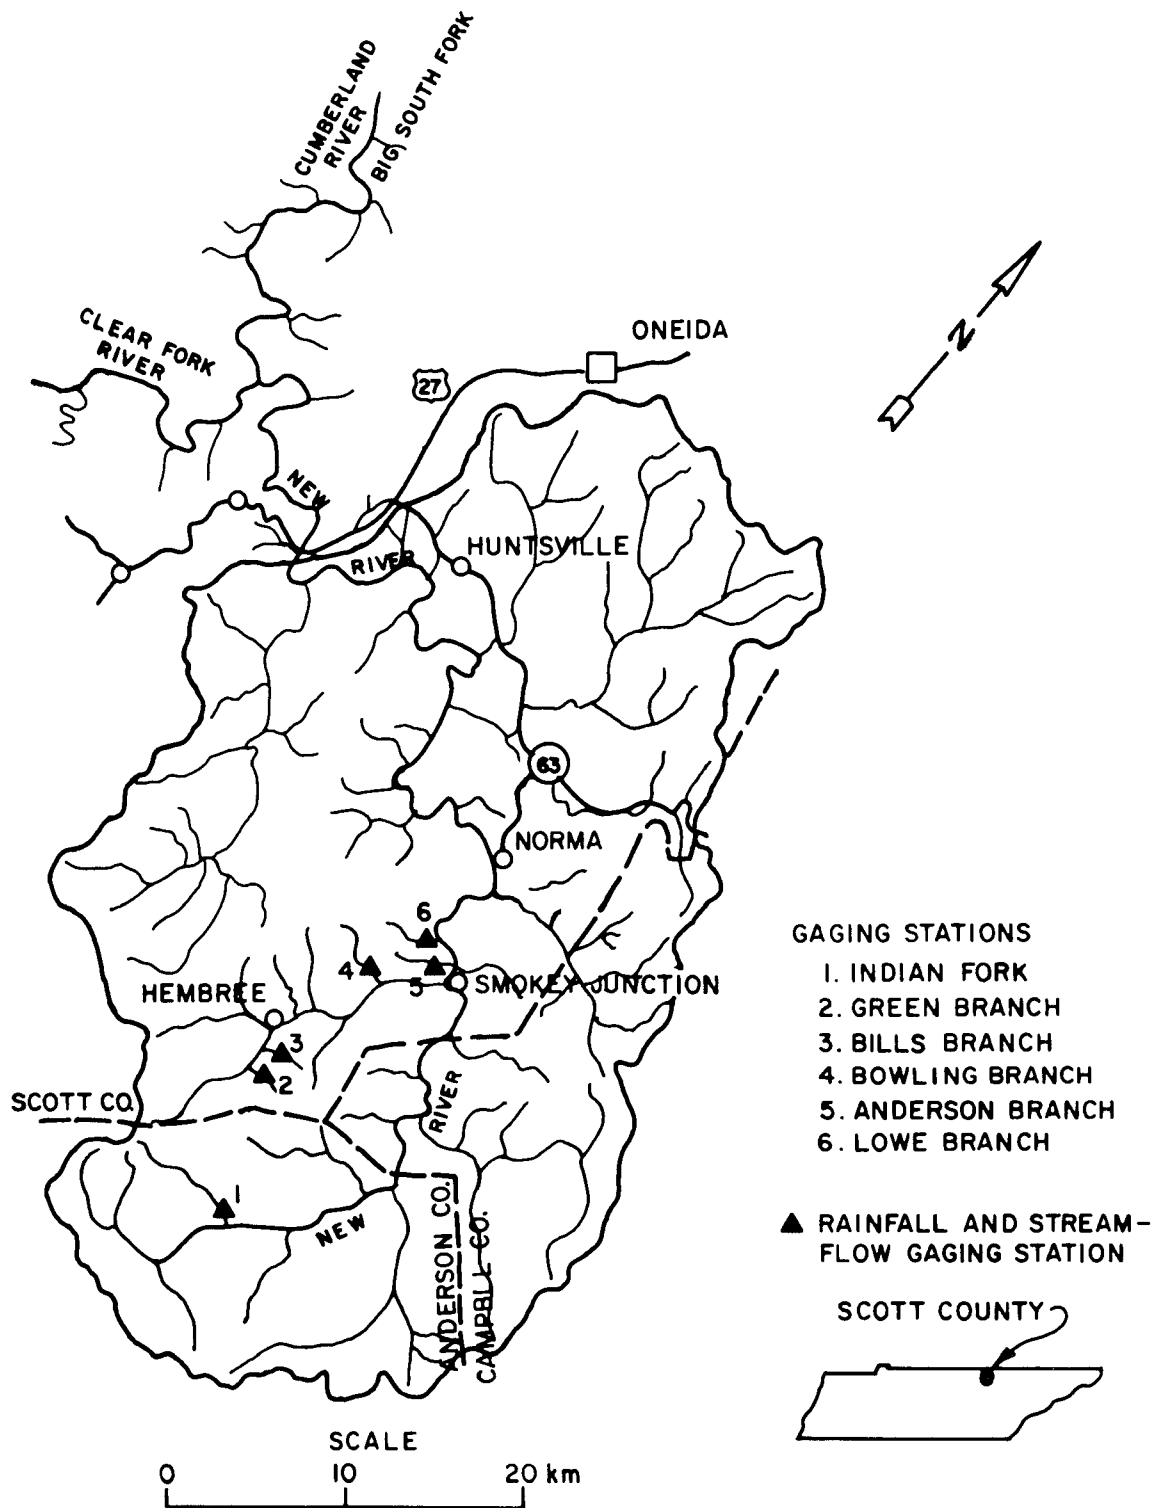 CUMBERLAND
RIVER
BIG SOUTH FORK
CLEAR FORK
RIVER
ONEIDA
27
N
NEW
RIVER
HUNTSVILLE
63
NORMA
6
4
5
SMOKEY JUNCTION
HEMBREE
3
2
SCOTT CO.
RIVER
1
NEW
ANDERSON CO.
CAMPBLL CO.
GAGING STATIONS
1. INDIAN FORK
2. GREEN BRANCH
3. BILLS BRANCH
4. BOWLING BRANCH
5. ANDERSON BRANCH
6. LOWE BRANCH
▲ RAINFALL AND STREAM-
FLOW GAGING STATION
SCOTT COUNTY
SCALE
0 10 20 km